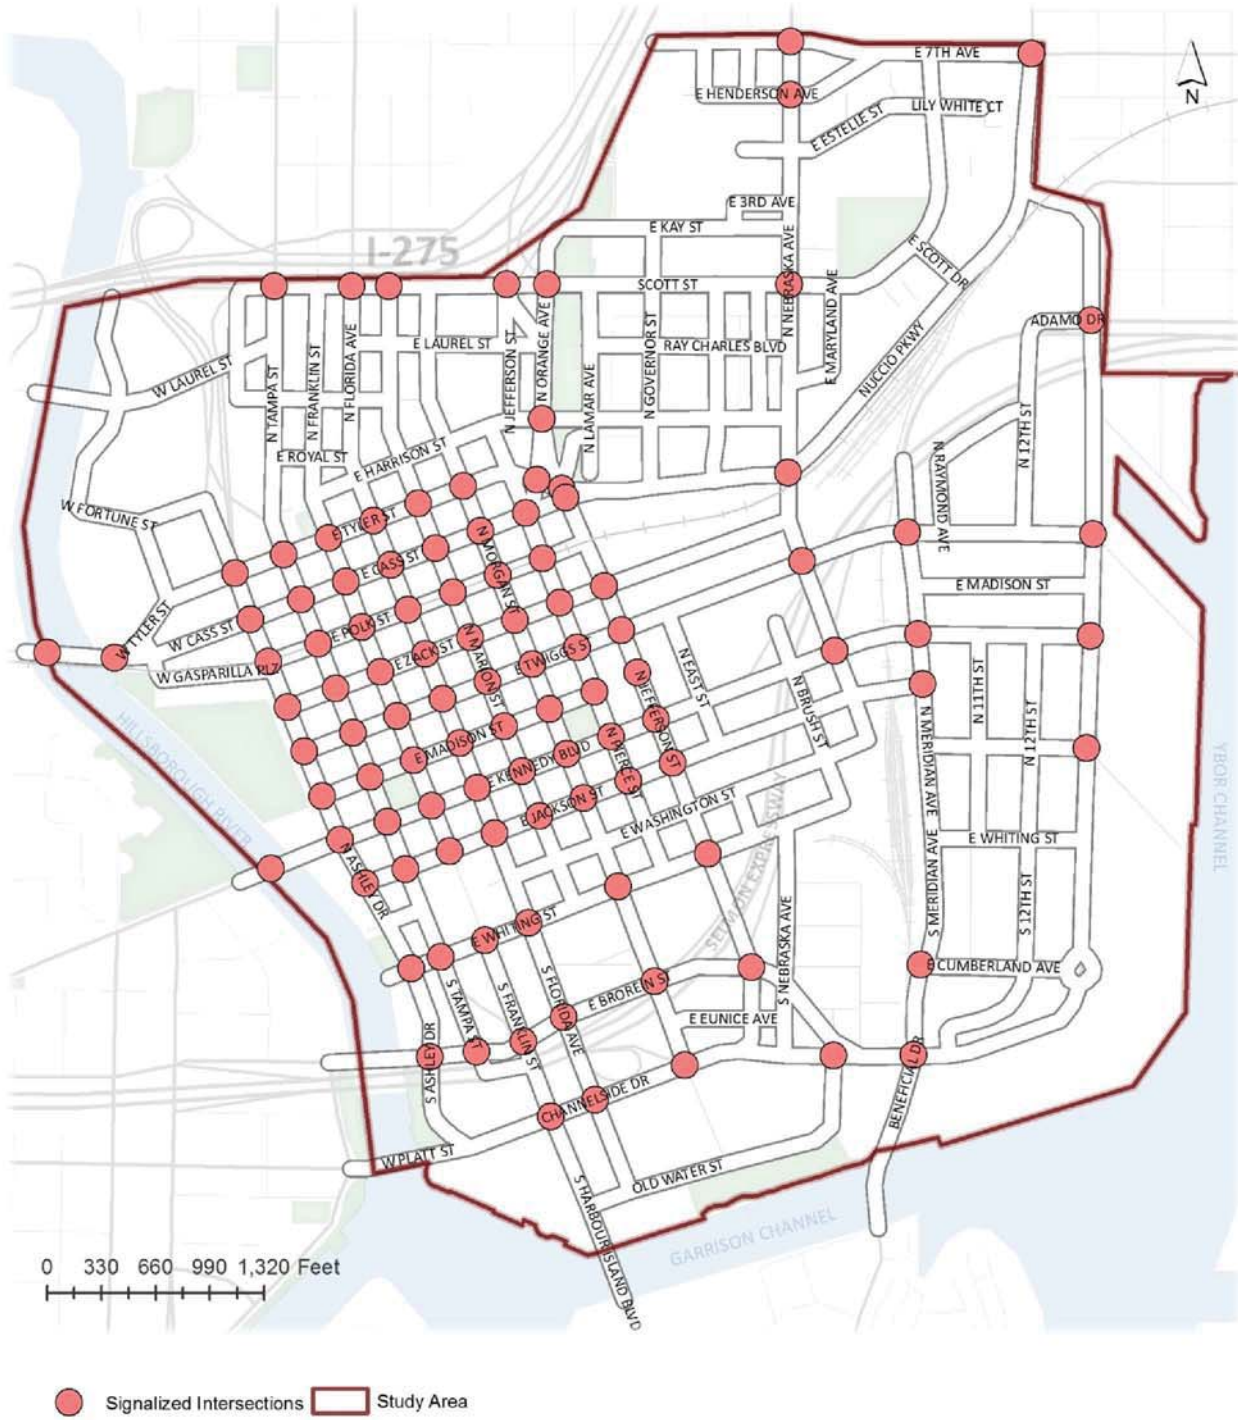 E 7TH AVE
N
E HENDERSON AVE
LILY WHITE CT
E ESTELLE ST
E 3RD AVE
E KAY ST
I-275
N NEBRASKA AVE
E SCOTT DR
SCOTT ST
E MARYLAND AVE
ADAMO DR
N FLORIDA AVE
E LAUREL ST
N JEFFERSON ST
N ORANGE AVE
N GOVERNOR ST
RAY CHARLES BLVD
NUCCIO PKWY
W LAUREL ST
N TAMPA ST
N FRANKLIN ST
N LAMAR AVE
N 12TH ST
E ROYAL ST
E HARRISON ST
N RAYMOND AVE
W FORTUNE ST
E TYLER ST
E CASS ST
N MORGAN ST
E MADISON ST
W TYLER ST
W CASS ST
E POLK ST
W GASPARILLA PLZ
E ZACK ST
N MARION ST
E TWIGGS S
N JEFFERSON ST
N EAST ST
N BRUSH ST
N 11TH ST
N 12TH ST
N MERIDIAN AVE
HILLSBOROUGH RIVER
E MADISON ST
E KENNEDY BLVD
N PIERCE ST
YBOR CHANNEL
E JACKSON ST
E WASHINGTON ST
SELMON EXPRESSWAY
E WHITING ST
N ASHLEY DR
S MERIDIAN AVE
S 12TH ST
E WHITING ST
S NEBRASKA AVE
E CUMBERLAND AVE
S TAMPA ST
S FRANKLIN ST
S FLORIDA AVE
E BROREIN S
E EUNICE AVE
S ASHLEY DR
BENEFICIAL DR
CHANNELSIDE DR
W PLATT ST
OLD WATER ST
S HARBOUR ISLAND BLVD
GARRISON CHANNEL
0 330 660 990 1,320 Feet
Signalized Intersections Study Area